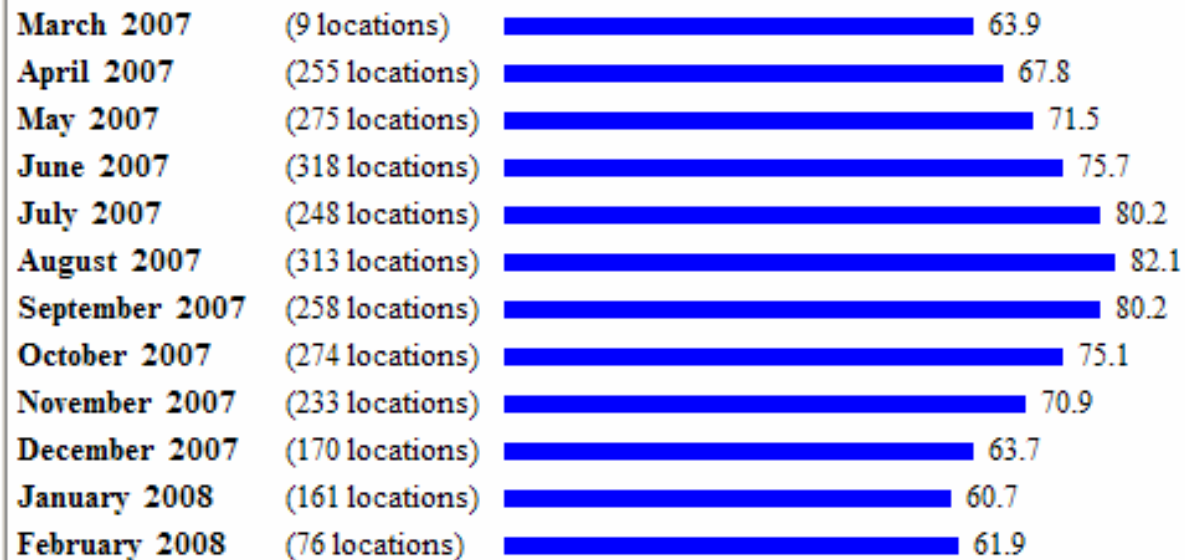 March 2007 (9 locations) 63.9
April 2007 (255 locations) 67.8
May 2007 (275 locations) 71.5
June 2007 (318 locations) 75.7
July 2007 (248 locations) 80.2
August 2007 (313 locations) 82.1
September 2007 (258 locations) 80.2
October 2007 (274 locations) 75.1
November 2007 (233 locations) 70.9
December 2007 (170 locations) 63.7
January 2008 (161 locations) 60.7
February 2008 (76 locations) 61.9